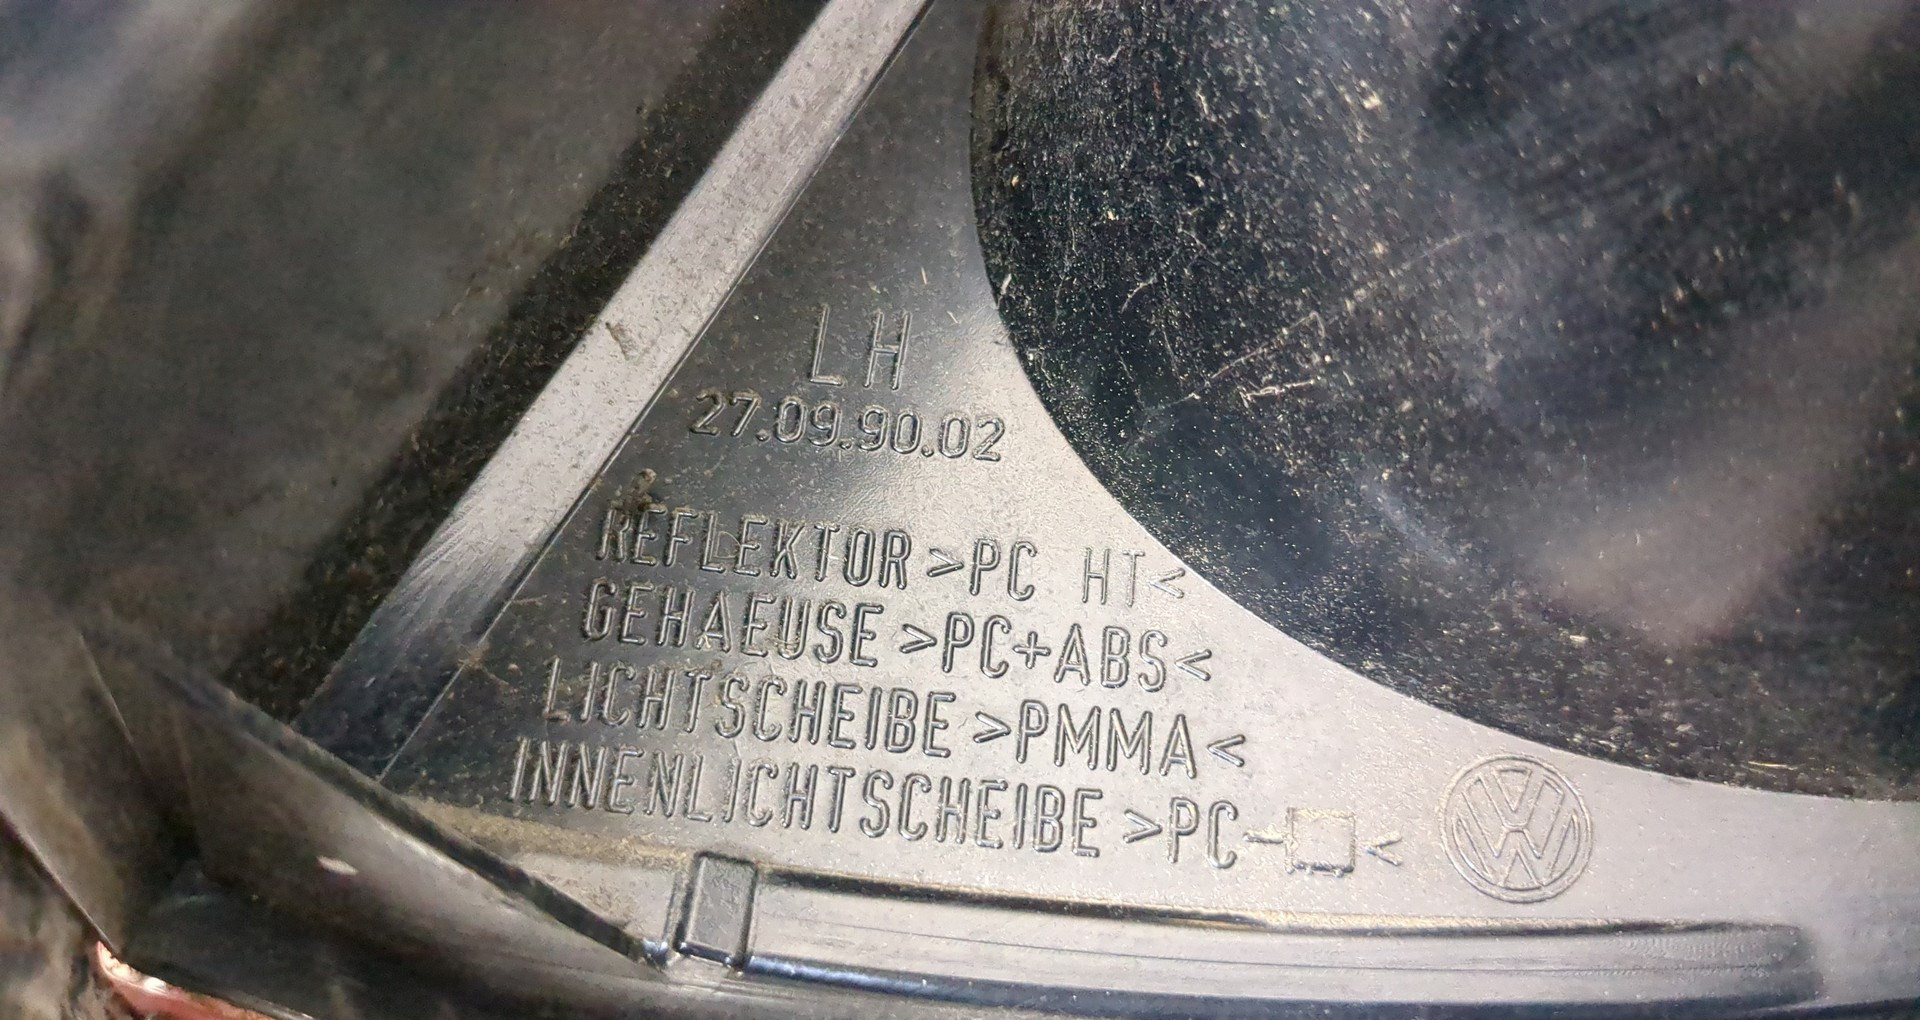 LH
27.09.90.02
REFLEKTOR >PC HT<
GEHAEUSE >PC+ABS<
LICHTSCHEIBE >PMMA<
INNENLICHTSCHEIBE >PC-□<
VW